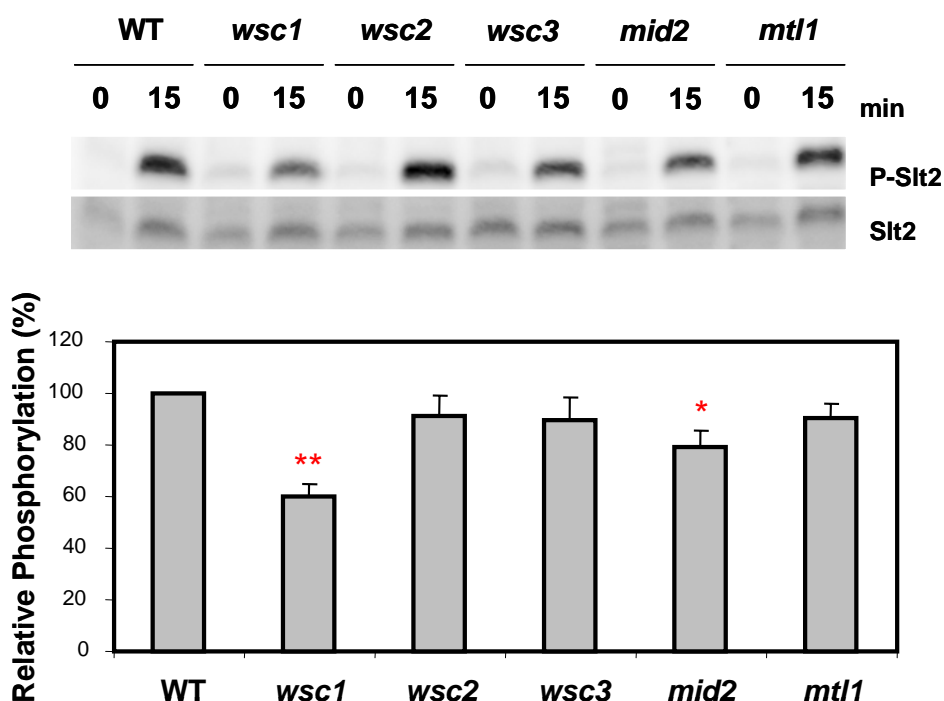 WT wsc1 wsc2 wsc3 mid2 mtl1
0 15 0 15 0 15 0 15 0 15 0 15 min
P-Slt2
Slt2
Relative Phosphorylation (%)
120
100
80
60
40
20
0
**
*
WT wsc1 wsc2 wsc3 mid2 mtl1